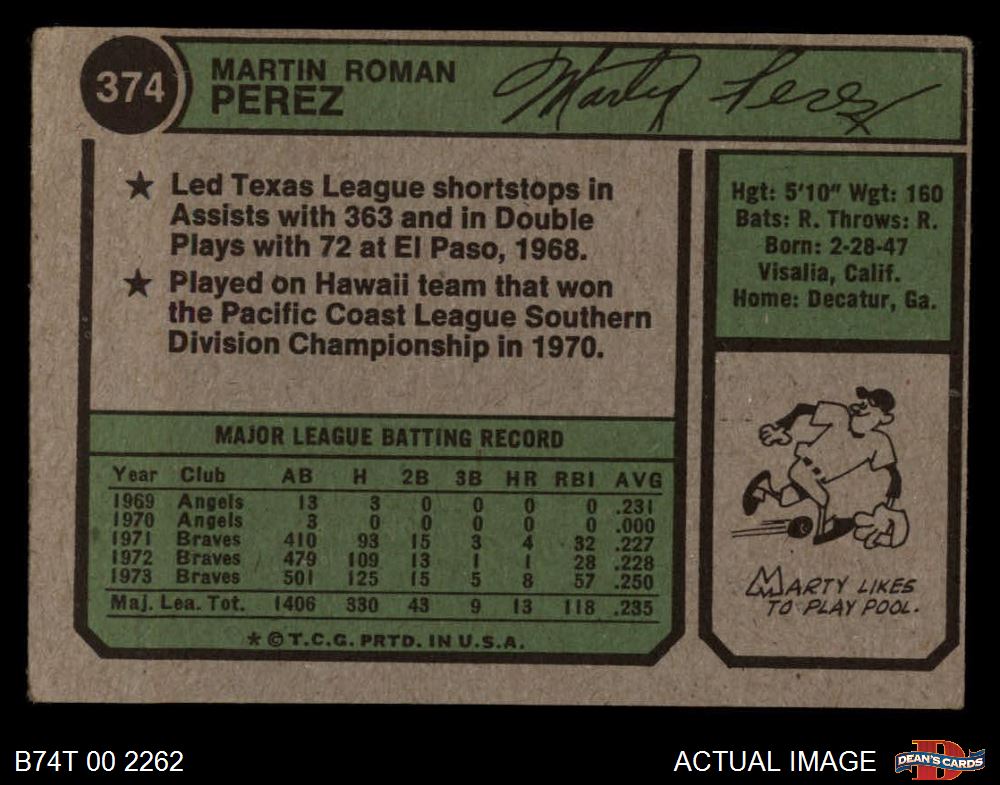 374
MARTIN ROMAN
PEREZ
Marty Perez
★ Led Texas League shortstops in
Assists with 363 and in Double
Plays with 72 at El Paso, 1968.
★ Played on Hawaii team that won
the Pacific Coast League Southern
Division Championship in 1970.
Hgt: 5'10" Wgt: 160
Bats: R. Throws: R.
Born: 2-28-47
Visalia, Calif.
Home: Decatur, Ga.
MAJOR LEAGUE BATTING RECORD
Year Club AB H 2B 3B HR RBI AVG
1969 Angels 13 3 0 0 0 0 .231
1970 Angels 3 0 0 0 0 0 .000
1971 Braves 410 93 15 3 4 32 .227
1972 Braves 479 109 13 1 1 28 .228
1973 Braves 501 125 15 5 8 57 .250
Maj. Lea. Tot. 1406 330 43 9 13 118 .235
★ © T.C.G. PRTD. IN U.S.A.
MARTY LIKES
TO PLAY POOL.
B74T 00 2262
ACTUAL IMAGE
D
DEAN'S CARDS